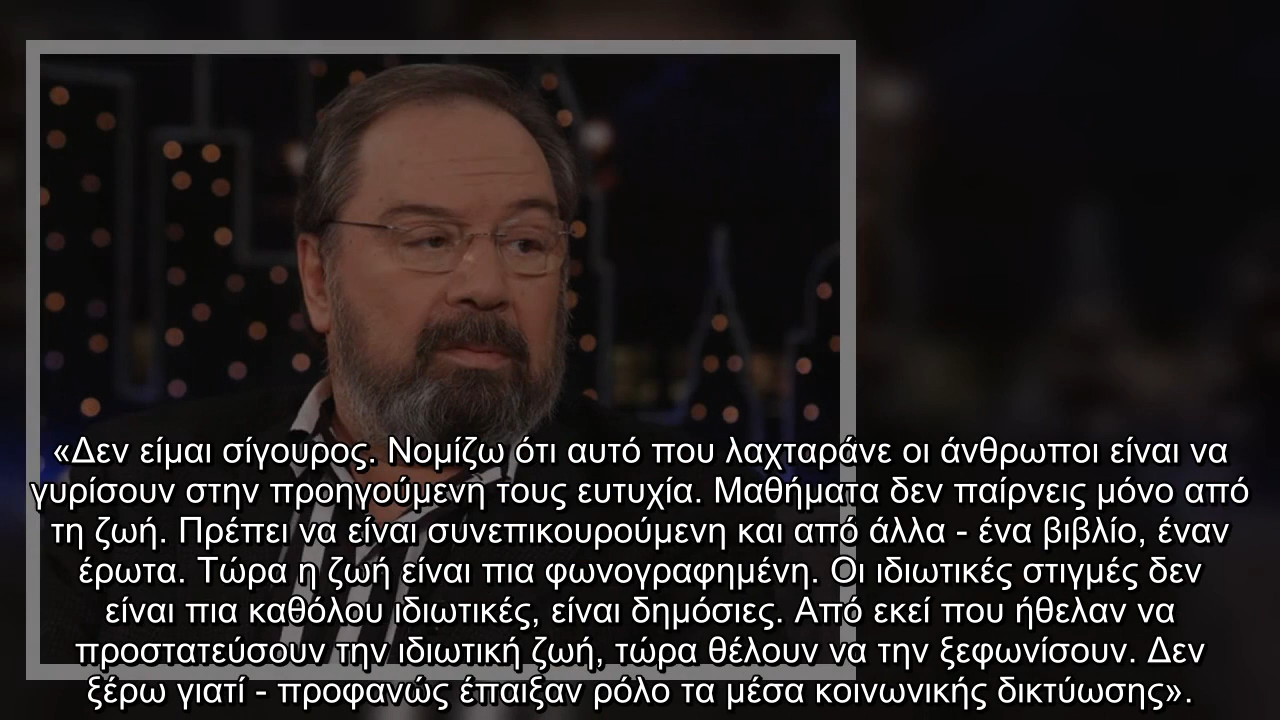 «Δεν είμαι σίγουρος. Νομίζω ότι αυτό που λαχταράνε οι άνθρωποι είναι να
γυρίσουν στην προηγούμενη τους ευτυχία. Μαθήματα δεν παίρνεις μόνο από
τη ζωή. Πρέπει να είναι συνεπικουρούμενη και από άλλα - ένα βιβλίο, έναν
έρωτα. Τώρα η ζωή είναι πια φωνογραφημένη. Οι ιδιωτικές στιγμές δεν
είναι πια καθόλου ιδιωτικές, είναι δημόσιες. Από εκεί που ήθελαν να
προστατεύσουν την ιδιωτική ζωή, τώρα θέλουν να την ξεφωνίσουν. Δεν
ξέρω γιατί - προφανώς έπαιξαν ρόλο τα μέσα κοινωνικής δικτύωσης».